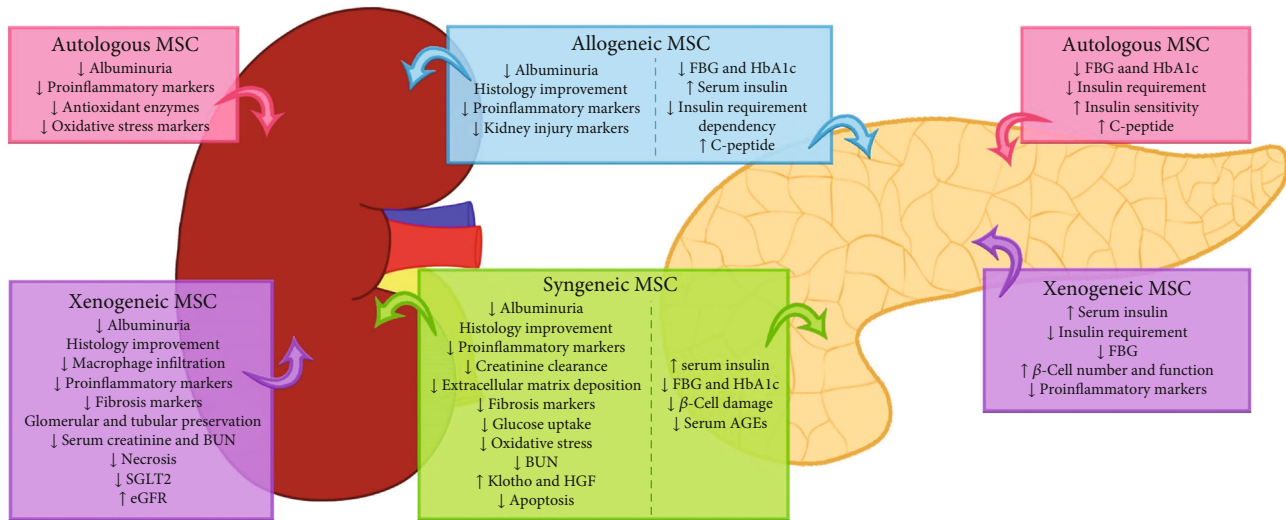 Autologous MSC
↓ Albuminuria
↓ Proinflammatory markers
↓ Antioxidant enzymes
↓ Oxidative stress markers
Allogeneic MSC
↓ Albuminuria
Histology improvement
↓ Proinflammatory markers
↓ Kidney injury markers
↓ FBG and HbA1c
↑ Serum insulin
↓ Insulin requirement
dependency
↑ C-peptide
Autologous MSC
↓ FBG aand HbA1c
↓ Insulin requirement
↑ Insulin sensitivity
↑ C-peptide
Xenogeneic MSC
↓ Albuminuria
Histology improvement
↓ Macrophage infiltration
↓ Proinflammatory markers
↓ Fibrosis markers
Glomerular and tubular preservation
↓ Serum creatinine and BUN
↓ Necrosis
↓ SGLT2
↑ eGFR
Syngeneic MSC
↓ Albuminuria
Histology improvement
↓ Proinflammatory markers
↓ Creatinine clearance
↓ Extracellular matrix deposition
↓ Fibrosis markers
↓ Glucose uptake
↓ Oxidative stress
↓ BUN
↑ Klotho and HGF
↓ Apoptosis
↑ serum insulin
↓ FBG and HbA1c
↓ β-Cell damage
↓ Serum AGEs
Xenogeneic MSC
↑ Serum insulin
↓ Insulin requirement
↓ FBG
↑ β-Cell number and function
↓ Proinflammatory markers